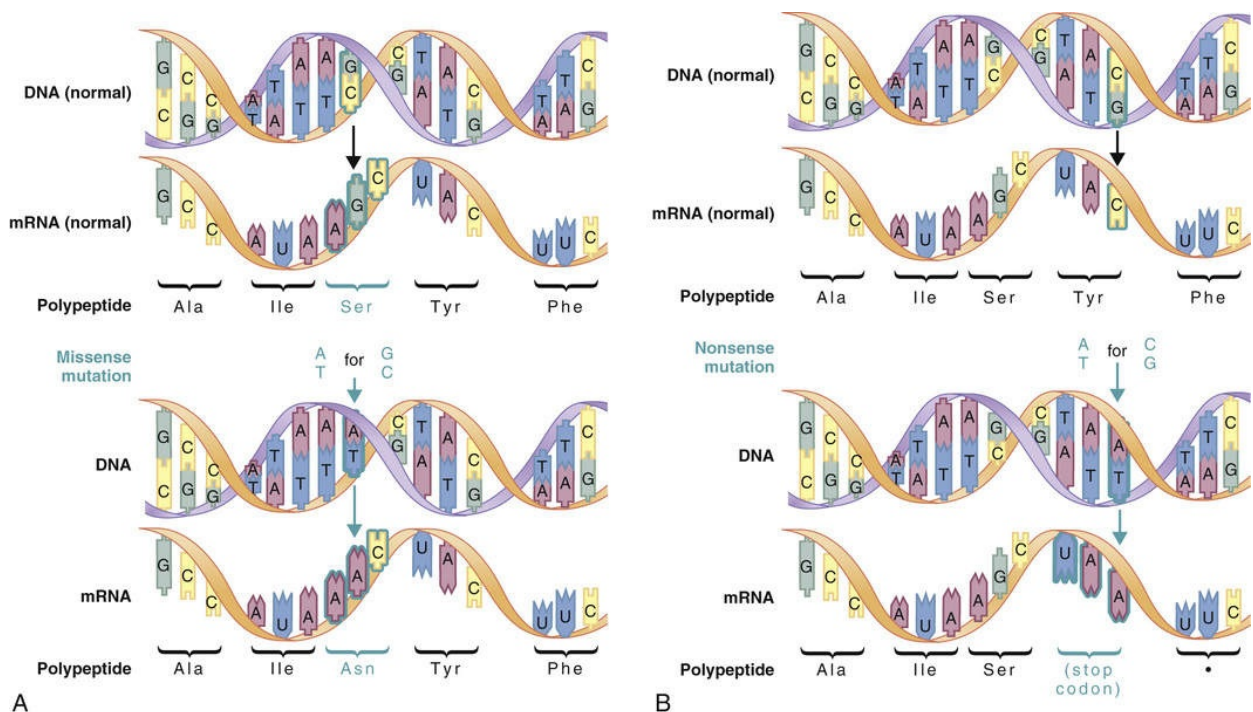 A
DNA (normal)
G C C A T A A G C T A C T T C
C G G T A T T C G A T G A A G
mRNA (normal)
G C C A U A A G C U A C U U C
Polypeptide
Ala Ile Ser Tyr Phe
Missense
mutation
A for G
T C
DNA
G C C A T A A A C T A C T T C
C G G T A T T T G A T G A A G
mRNA
G C C A U A A A C U A C U U C
Polypeptide
Ala Ile Asn Tyr Phe
B
DNA (normal)
G C C A T A A G C T A C T T C
C G G T A T T C G A T G A A G
mRNA (normal)
G C C A U A A G C U A C U U C
Polypeptide
Ala Ile Ser Tyr Phe
Nonsense
mutation
A for C
T G
DNA
G C C A T A A G C T A A T T C
C G G T A T T C G A T T A A G
mRNA
G C C A U A A G C U A A U U C
Polypeptide
Ala Ile Ser (stop codon) •